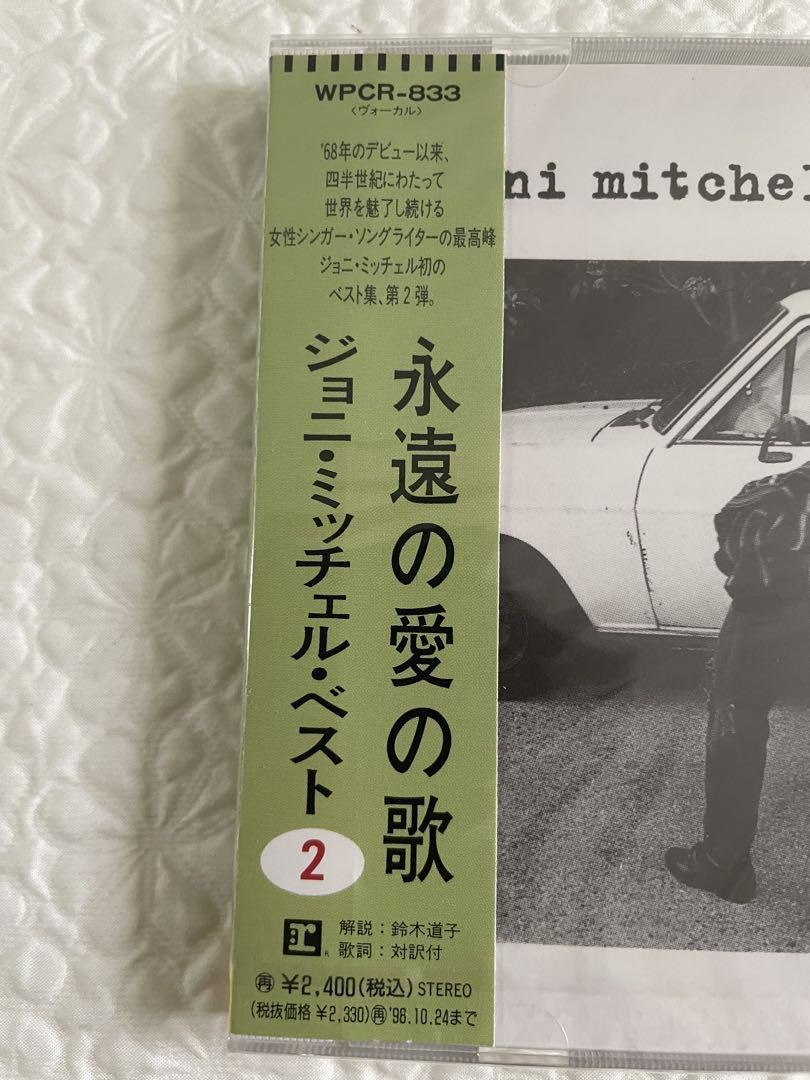 WPCR-833
〈ヴォーカル〉
'68年のデビュー以来、
四半世紀にわたって
世界を魅了し続ける
女性シンガー・ソングライターの最高峰
ジョニ・ミッチェル初の
ベスト集、第2弾。
永遠の愛の歌
ジョニ・ミッチェル・ベスト
2
r
R
解説：鈴木道子
歌詞：対訳付
再 ¥2,400(税込) STEREO
(税抜価格 ¥2,330) 再 '98.10.24まで
ni mitchel